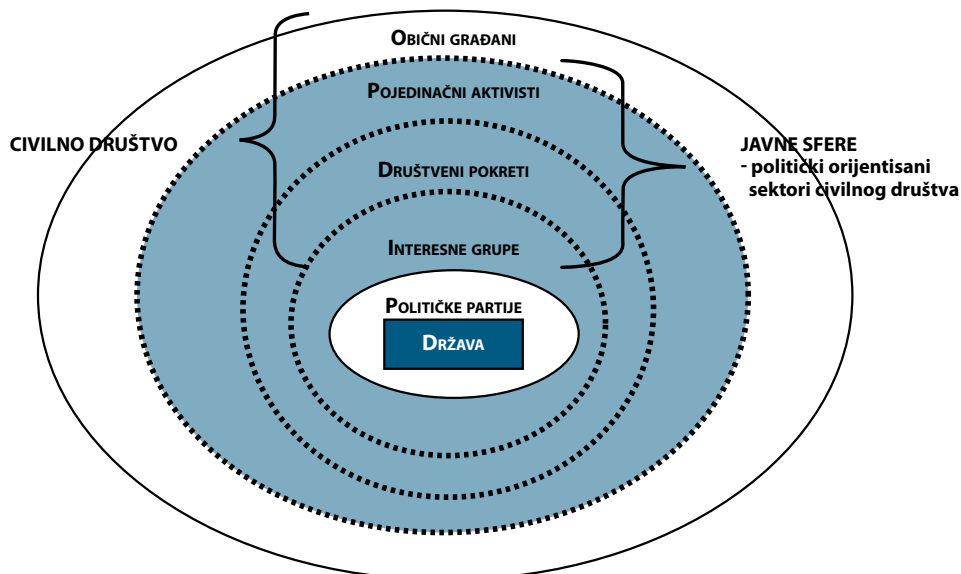 OBIČNI GRAĐANI
POJEDINAČNI AKTIVISTI
CIVILNO DRUŠTVO
JAVNE SFERE
- politički orijentisani
sektori civilnog društva
DRUŠTVENI POKRETI
INTERESNE GRUPE
POLITIČKE PARTIJE
DRŽAVA